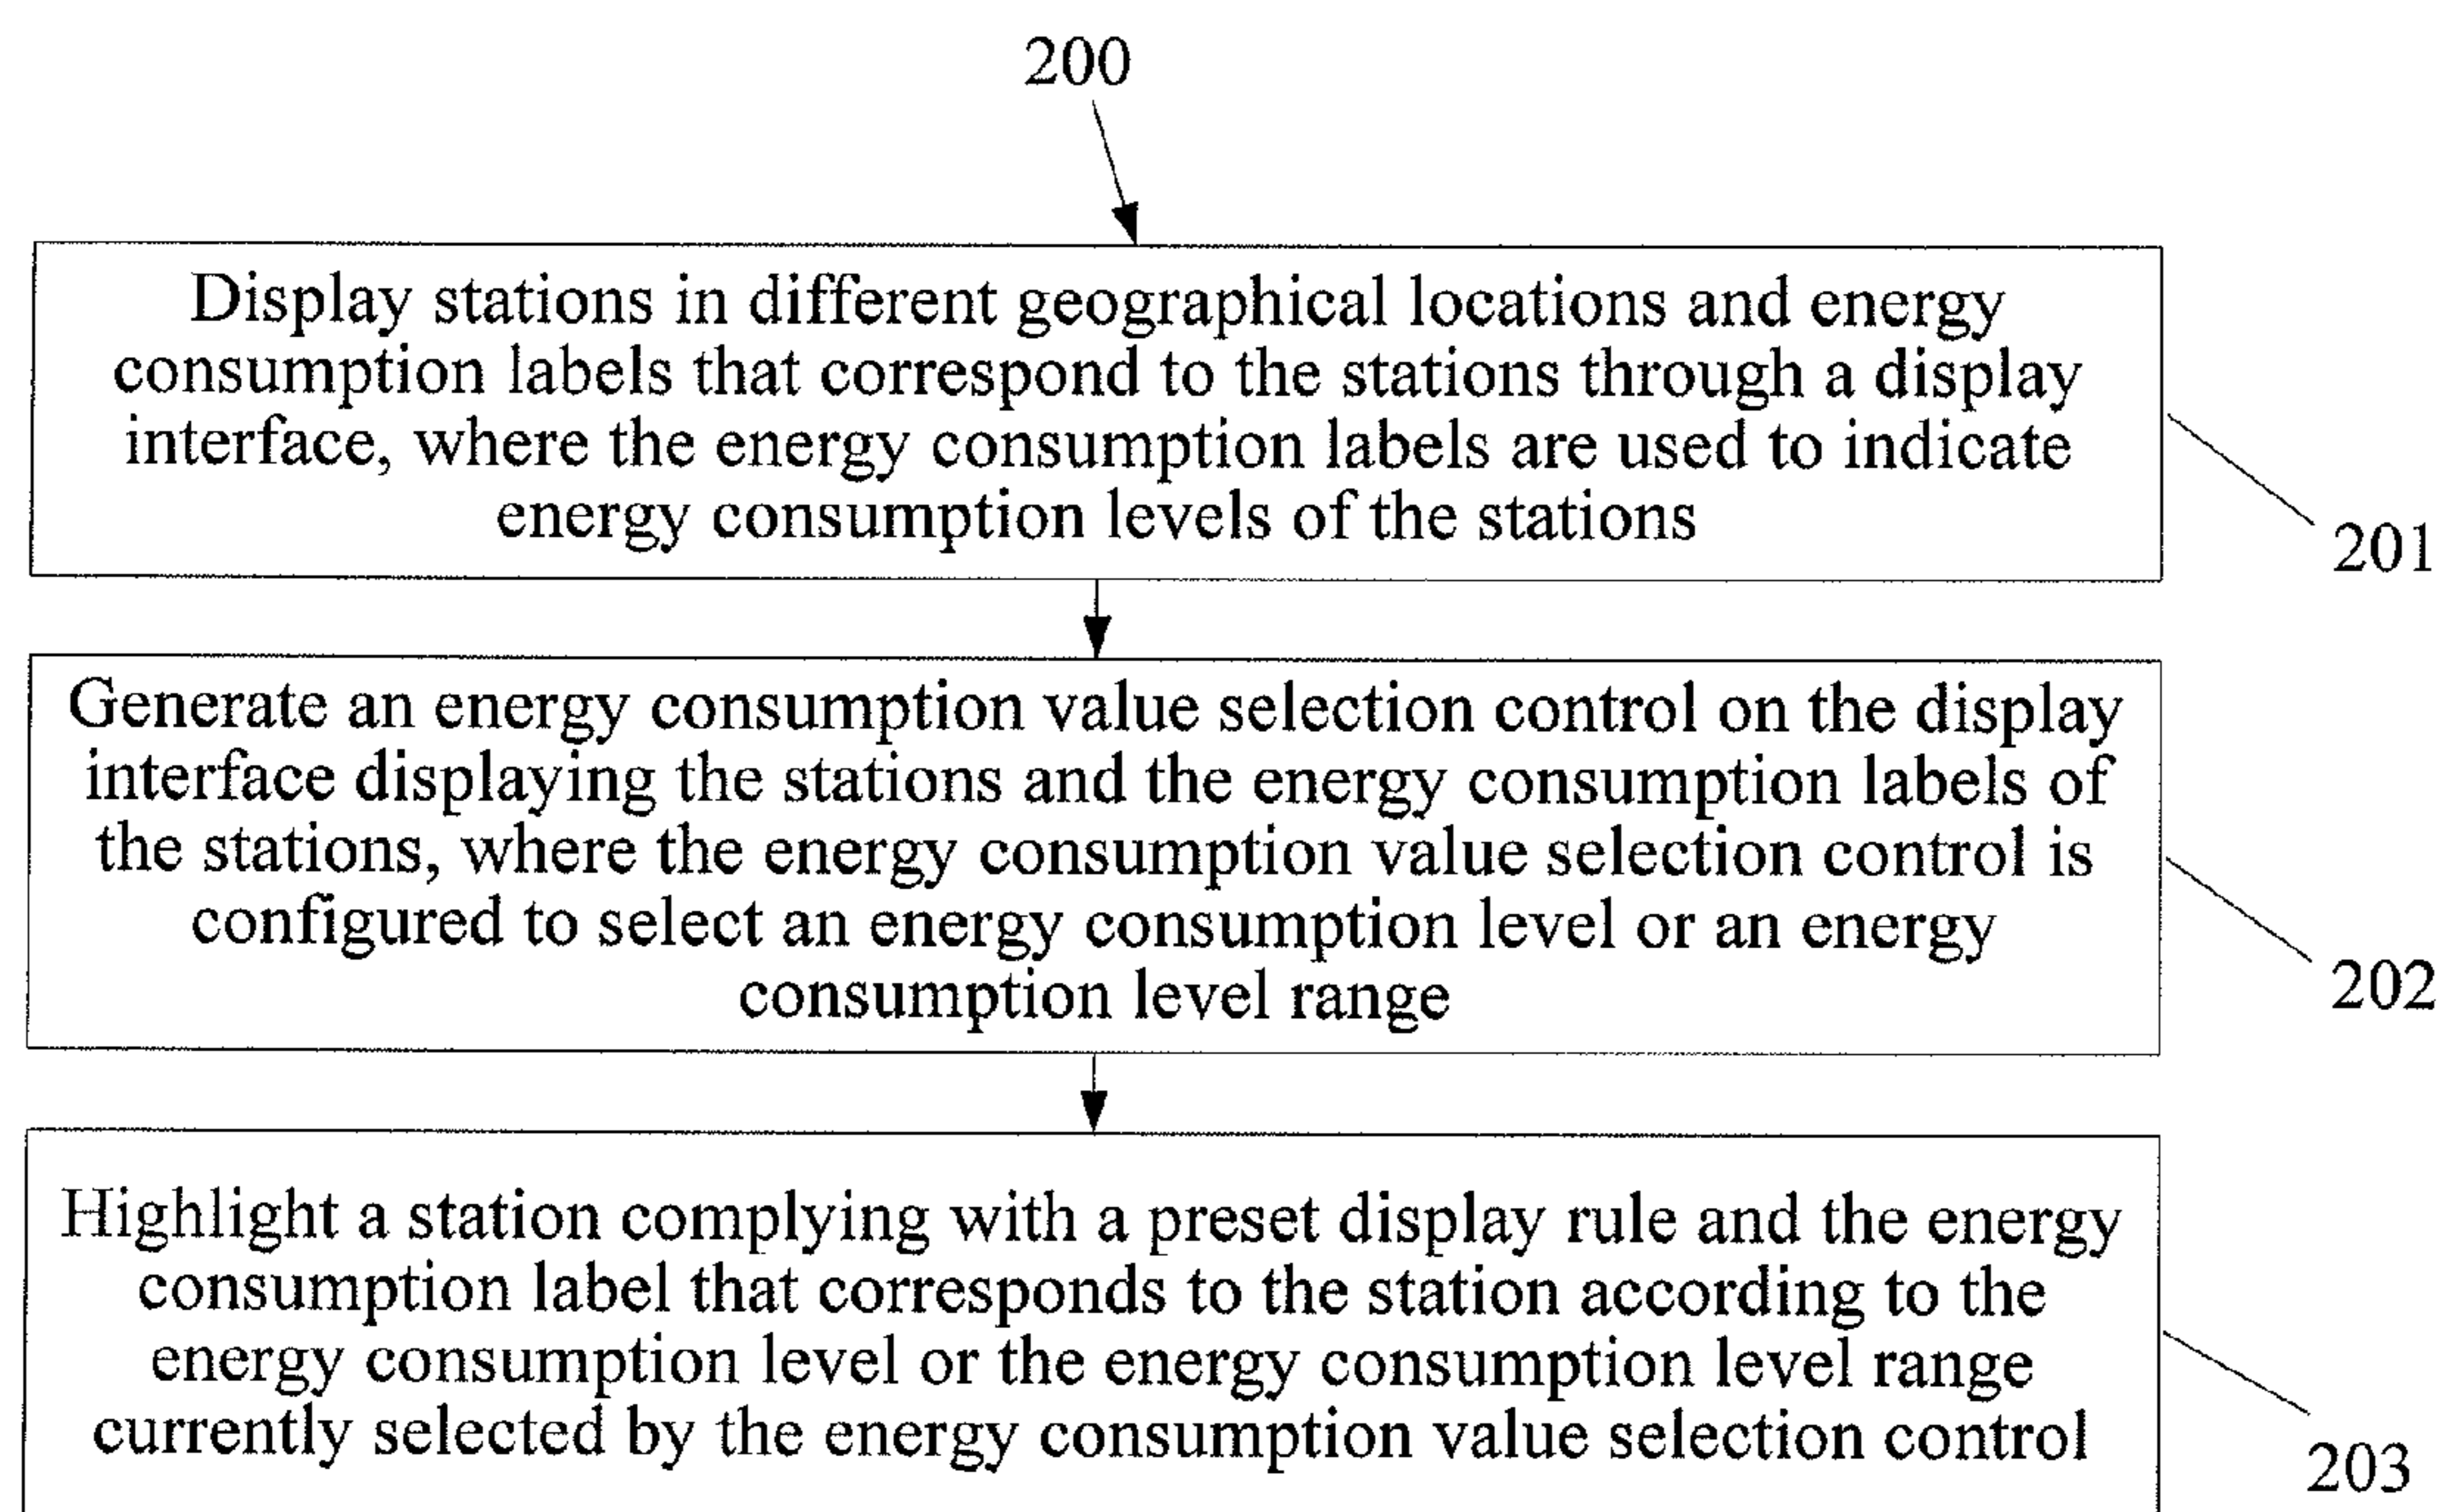 200
Display stations in different geographical locations and energy
consumption labels that correspond to the stations through a display
interface, where the energy consumption labels are used to indicate
energy consumption levels of the stations
201
Generate an energy consumption value selection control on the display
interface displaying the stations and the energy consumption labels of
the stations, where the energy consumption value selection control is
configured to select an energy consumption level or an energy
consumption level range
202
Highlight a station complying with a preset display rule and the energy
consumption label that corresponds to the station according to the
energy consumption level or the energy consumption level range
currently selected by the energy consumption value selection control
203